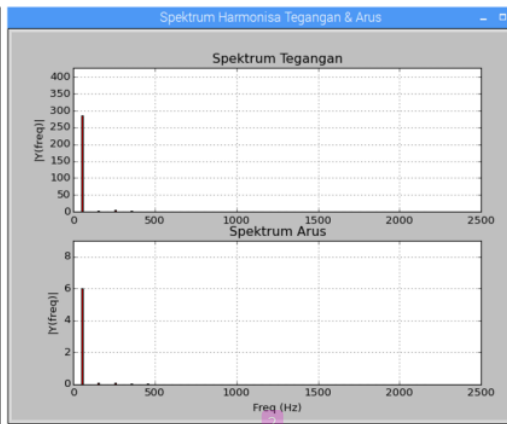 Spektrum Harmonisa Tegangan & Arus
Spektrum Tegangan
400
350
300
250
200
150
100
50
0
|Y(freq)|
0 500 1000 1500 2000 2500
Spektrum Arus
8
6
4
2
0
|Y(freq)|
0 500 1000 1500 2000 2500
Freq (Hz)
2